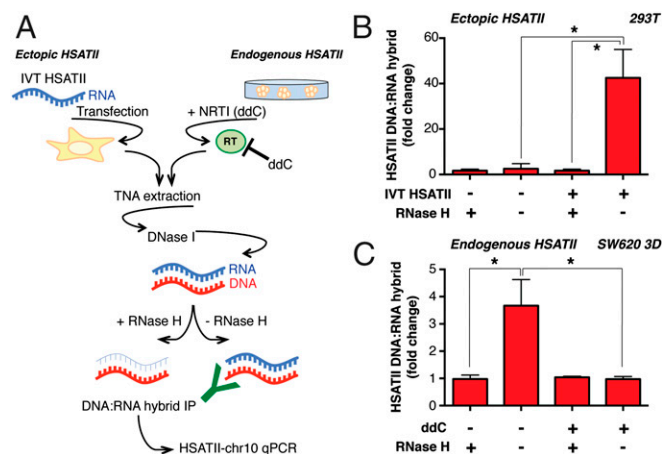 A
Ectopic HSATII
Endogenous HSATII
IVT HSATII
RNA
Transfection
+ NRTI (ddC)
RT
ddC
TNA extraction
DNase I
RNA
DNA
+ RNase H
- RNase H
DNA:RNA hybrid IP
HSATII-chr10 qPCR
B
Ectopic HSATII
293T
HSATII DNA:RNA hybrid
(fold change)
60
40
20
0
*
*
IVT HSATII - - + +
RNase H + - + -
C
Endogenous HSATII
SW620 3D
HSATII DNA:RNA hybrid
(fold change)
5
4
3
2
1
0
*
*
ddC - - + +
RNase H + - + -